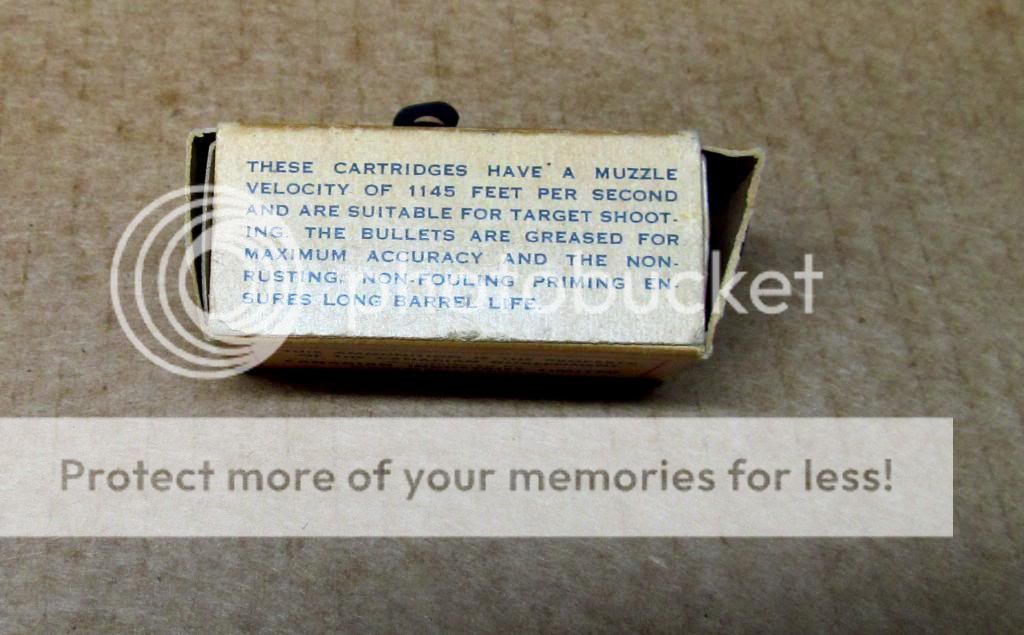 THESE CARTRIDGES HAVE A MUZZLE
VELOCITY OF 1145 FEET PER SECOND
AND ARE SUITABLE FOR TARGET SHOOT-
ING. THE BULLETS ARE GREASED FOR
MAXIMUM ACCURACY AND THE NON-
RUSTING, NON-FOULING PRIMING EN-
SURES LONG BARREL LIFE.
photobucket
Protect more of your memories for less!